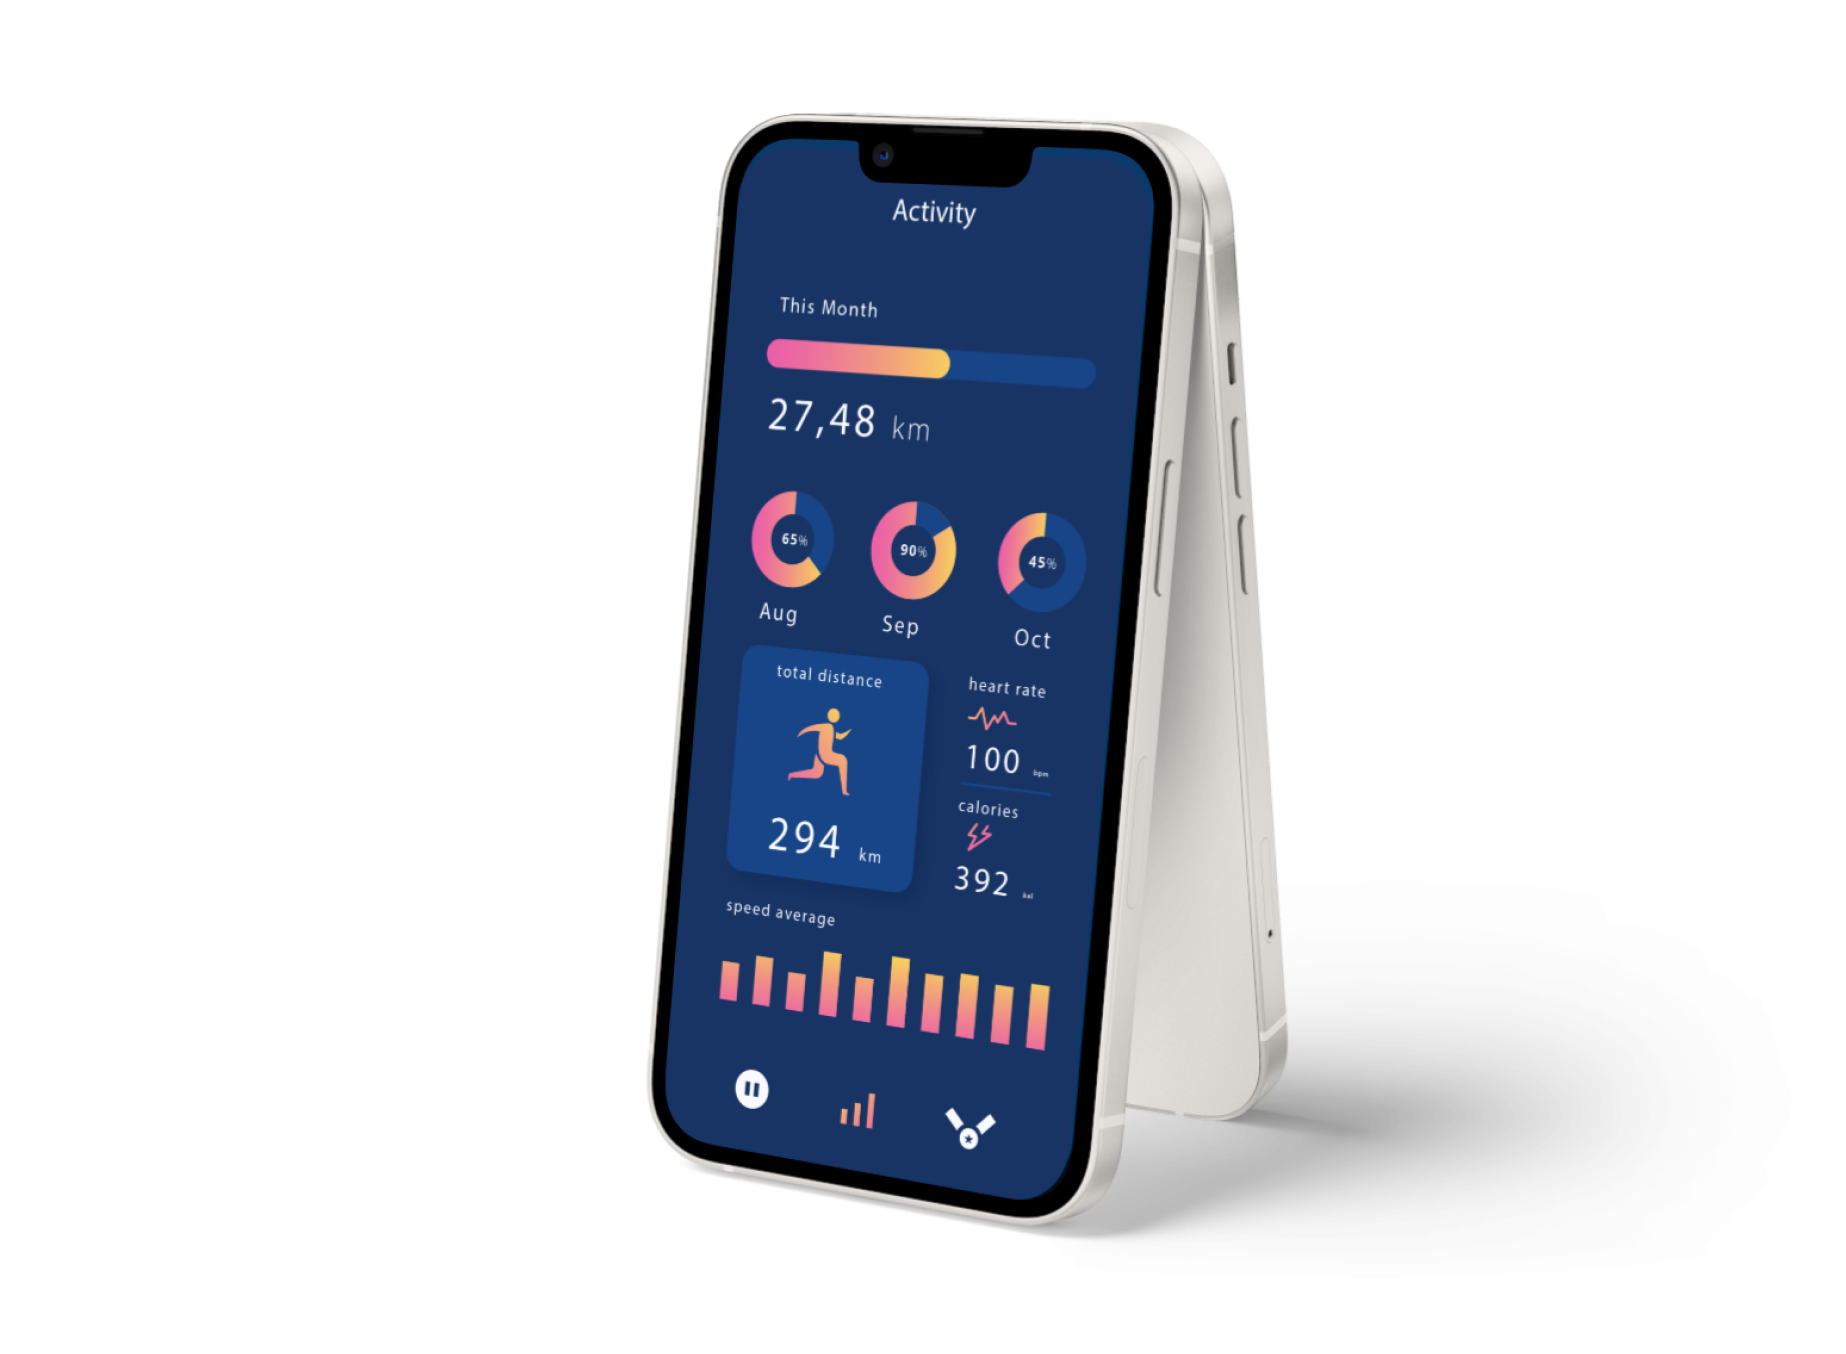 Activity
This Month
27,48 km
65%
90%
45%
Aug
Sep
Oct
total distance
294 km
heart rate
100 bpm
calories
392 kal
speed average